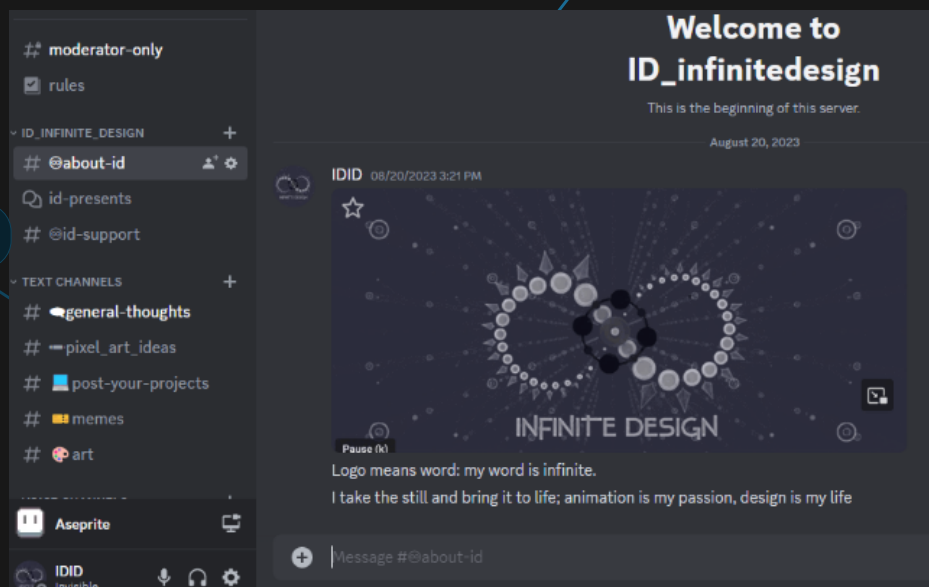 moderator-only
rules
ID_INFINITE_DESIGN
♾about-id
id-presents
♾id-support
TEXT CHANNELS
general-thoughts
pixel_art_ideas
post-your-projects
memes
art
Aseprite
IDID
Invisible
Welcome to
ID_infinitedesign
This is the beginning of this server.
August 20, 2023
IDID 08/20/2023 3:21 PM
INFINITE DESIGN
Pause (k)
Logo means word: my word is infinite.
I take the still and bring it to life; animation is my passion, design is my life
Message #♾about-id